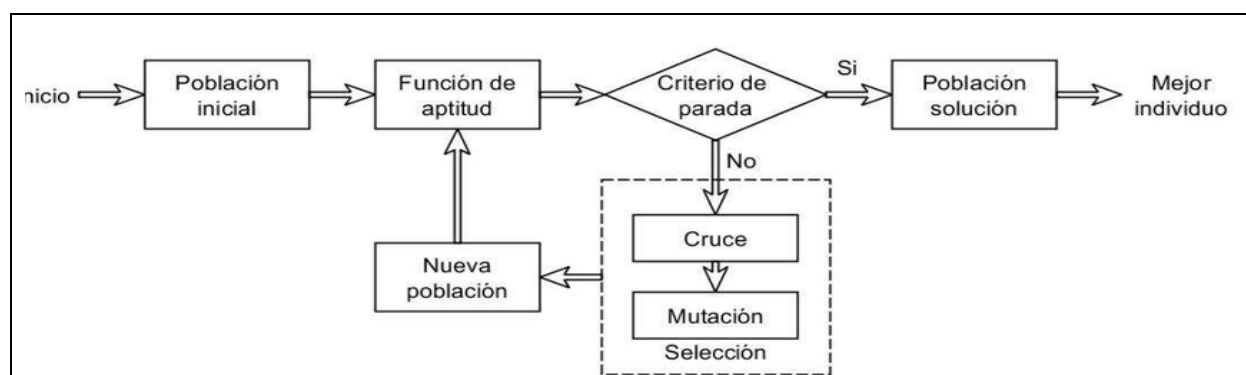 nicio
Población
inicial
Función de
aptitud
Criterio de
parada
Si
Población
solución
Mejor
individuo
No
Cruce
Mutación
Selección
Nueva
población